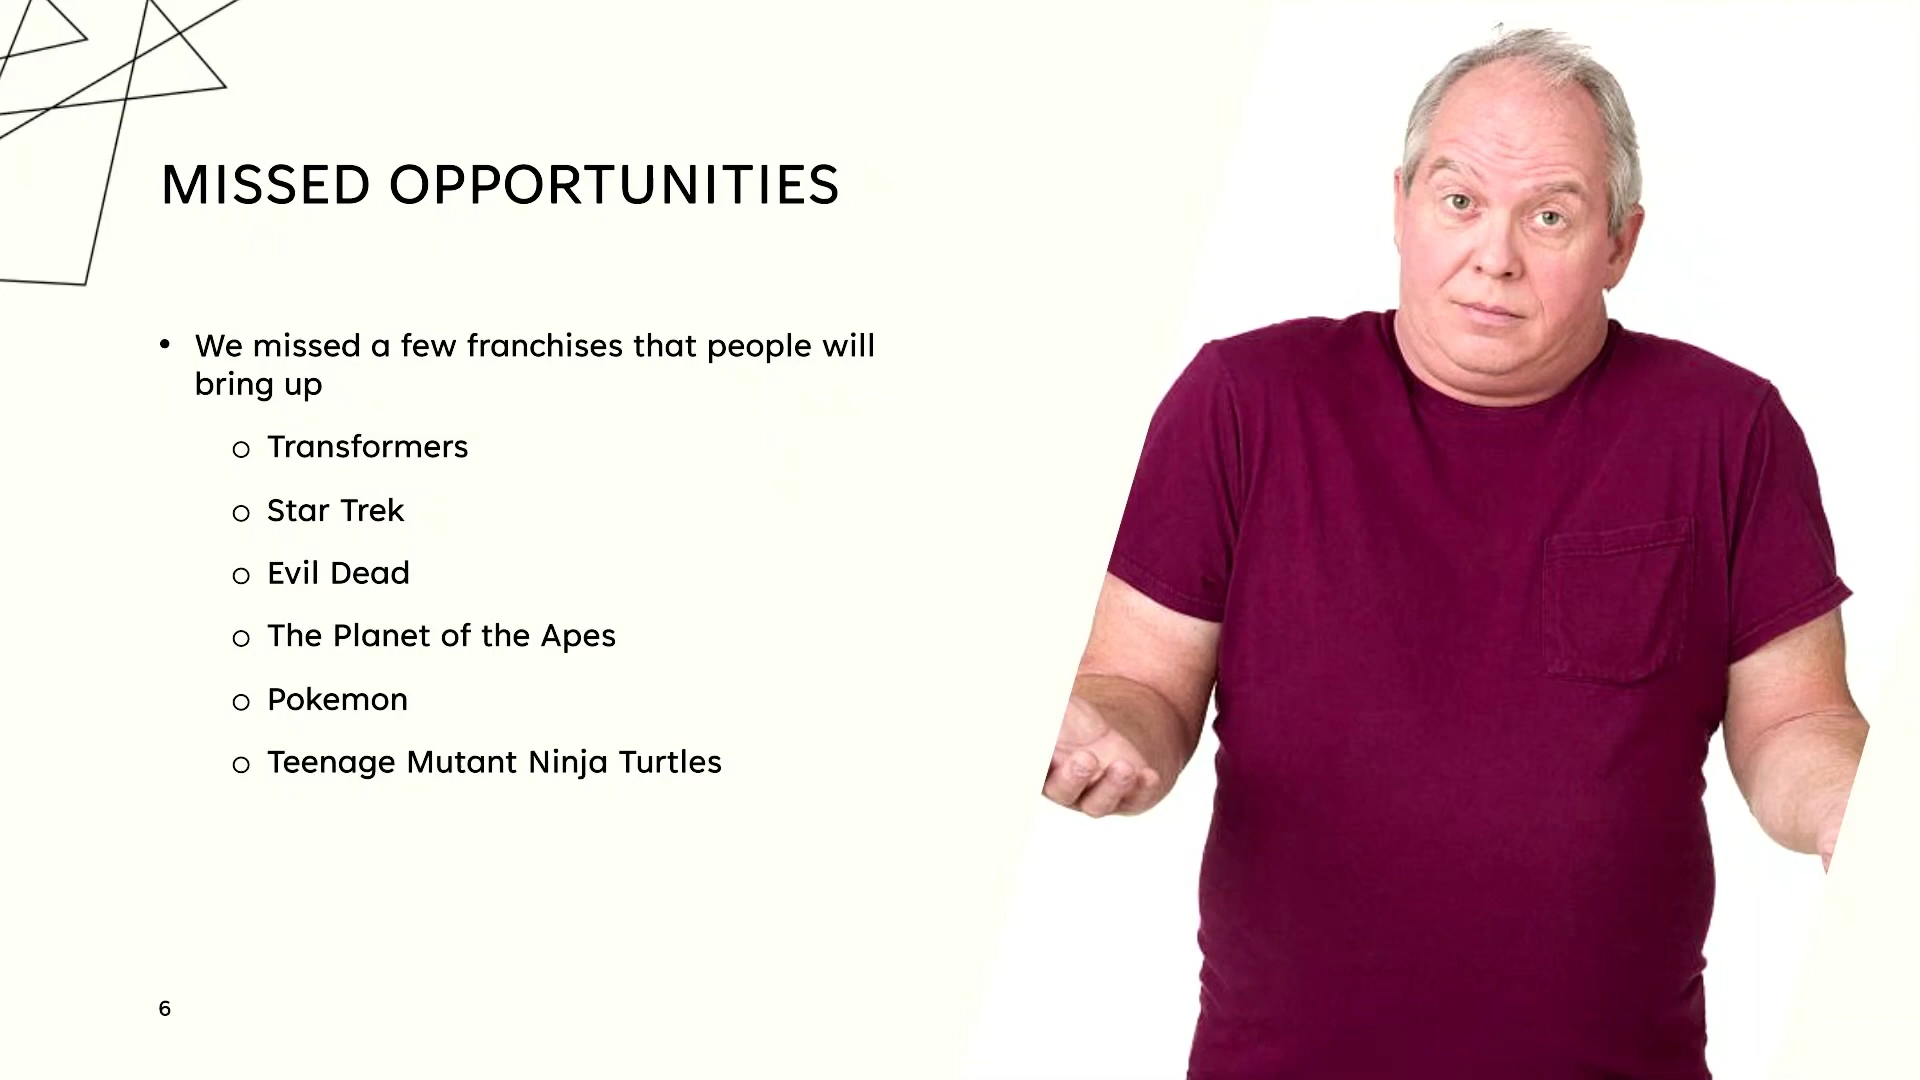 MISSED OPPORTUNITIES
• We missed a few franchises that people will
bring up
o Transformers
o Star Trek
o Evil Dead
o The Planet of the Apes
o Pokemon
o Teenage Mutant Ninja Turtles
6